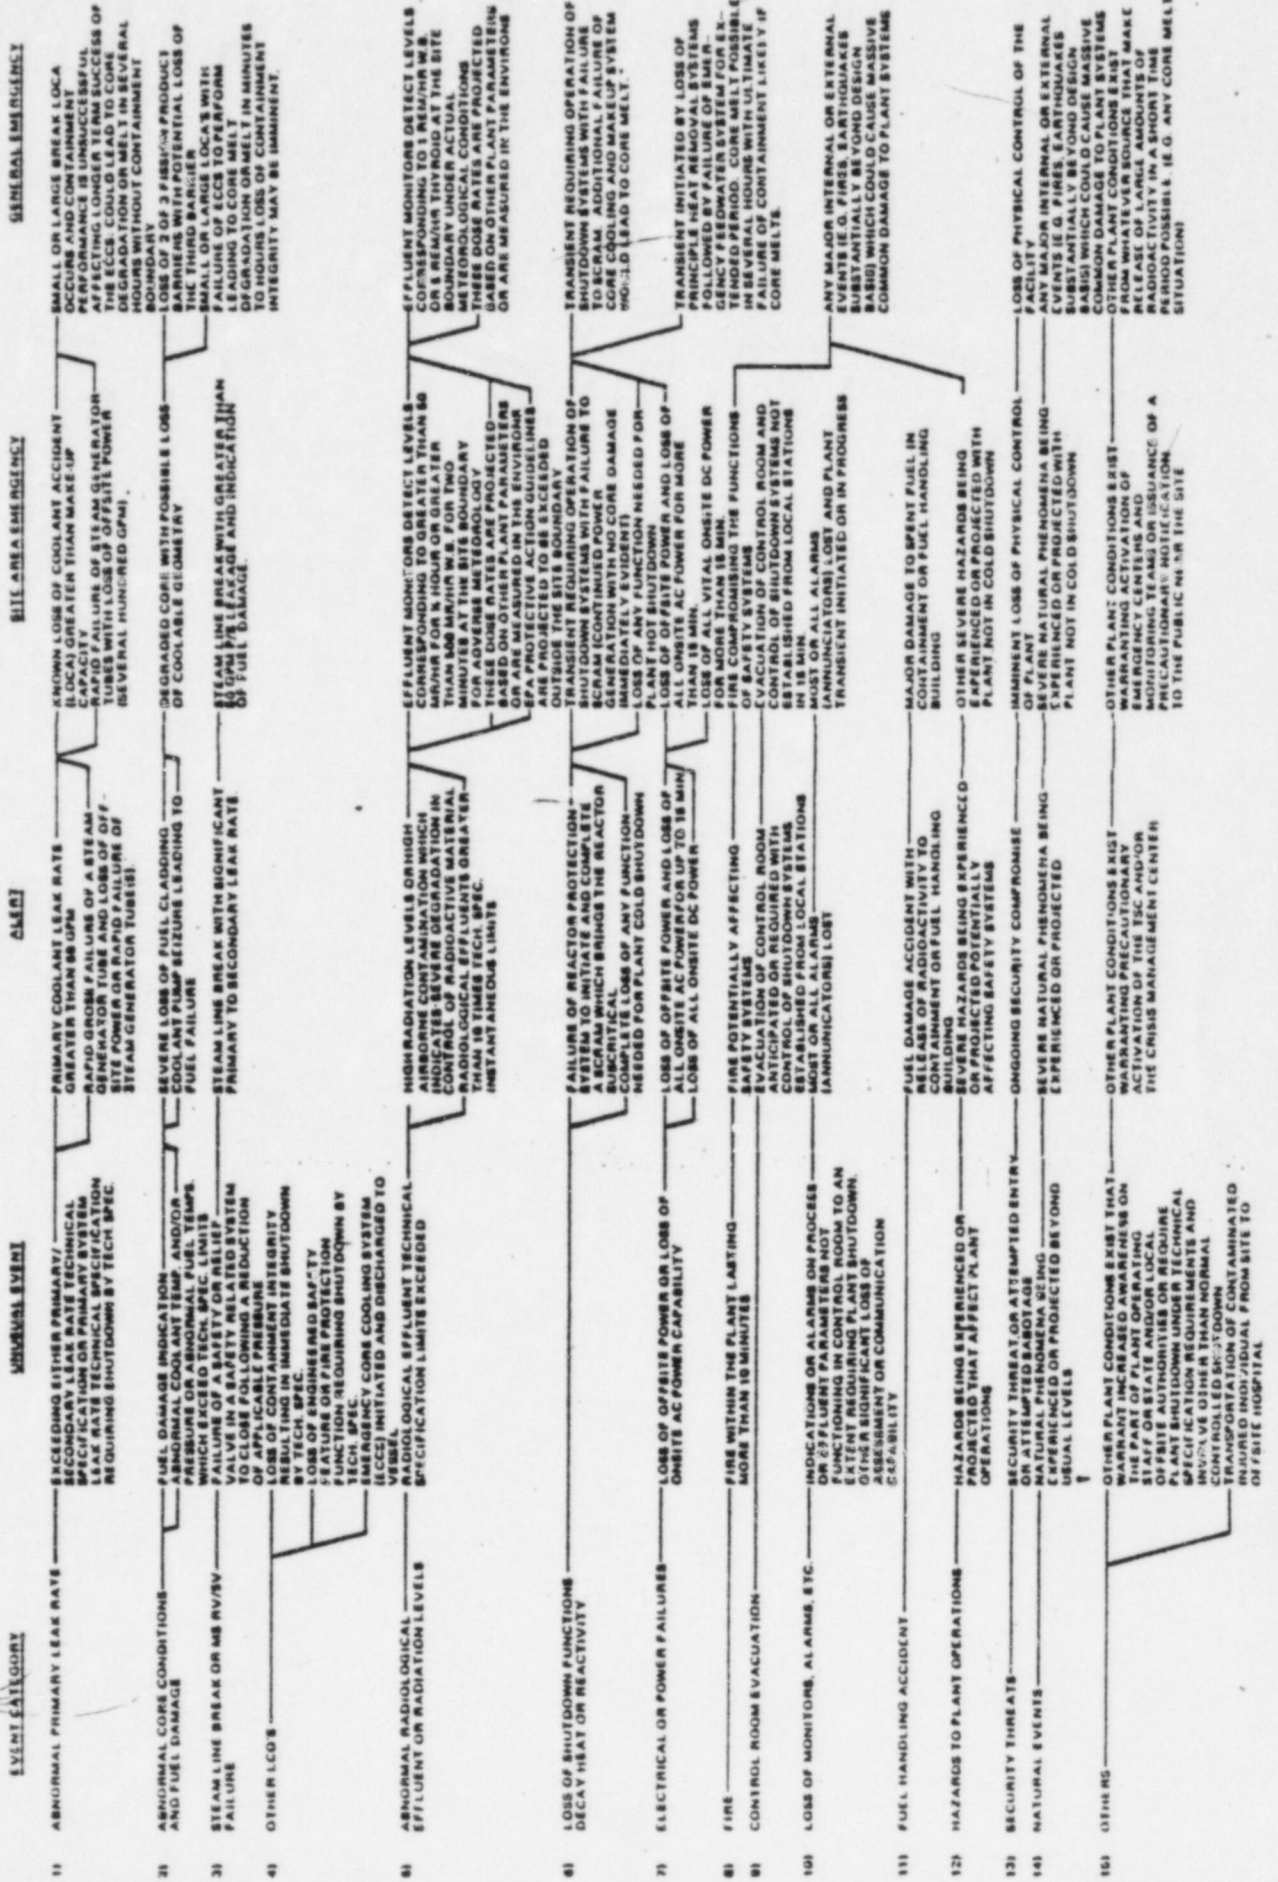 EVENT CATEGORY
UNUSUAL EVENT
ALERT
SITE AREA EMERGENCY
GENERAL EMERGENCY
1) ABNORMAL PRIMARY LEAK RATE
EXCEEDING EITHER PRIMARY/
SECONDARY LEAK RATE TECHNICAL
SPECIFICATION OR PRIMARY SYSTEM
LEAK RATE TECHNICAL SPECIFICATION
REQUIRING SHUTDOWN BY TECH SPEC.
PRIMARY COOLANT LEAK RATE
GREATER THAN 50 GPM
RAPID GROSS FAILURE OF A STEAM
GENERATOR TUBE AND LOSS OF OFF-
SITE POWER OR RAPID FAILURE OF
STEAM GENERATOR TUBE(S).
KNOWN LOSS OF COOLANT ACCIDENT
(LOCA) GREATER THAN MAKE-UP
CAPACITY
RAPID FAILURE OF STEAM GENERATOR
TUBES WITH LOSS OF OFFSITE POWER
(SEVERAL HUNDRED GPM).
SMALL OR LARGE BREAK LOCA
OCCURS AND CONTAINMENT
PERFORMANCE IS UNSUCCESSFUL
AFFECTING LONGER TERM SUCCESS OF
THE ECCS. COULD LEAD TO CORE
DEGRADATION OR MELT IN SEVERAL
HOURS WITHOUT CONTAINMENT
BOUNDARY
2) ABNORMAL CORE CONDITIONS
AND FUEL DAMAGE
FUEL DAMAGE INDICATION
ABNORMAL COOLANT TEMP. AND/OR
PRESSURE OR ABNORMAL FUEL TEMPS.
WHICH EXCEED TECH. SPEC. LIMITS
SEVERE LOSS OF FUEL CLADDING
COOLANT PUMP SEIZURE LEADING TO
FUEL FAILURE
DEGRADED CORE WITH POSSIBLE LOSS
OF COOLABLE GEOMETRY
LOSS OF 2 OF 3 FISSION PRODUCT
BARRIERS WITH POTENTIAL LOSS OF
THE THIRD BARRIER
SMALL OR LARGE LOCA'S WITH
FAILURE OF ECCS TO PERFORM
LEADING TO CORE MELT
DEGRADATION OR MELT IN MINUTES
TO HOURS LOSS OF CONTAINMENT
INTEGRITY MAY BE IMMINENT.
3) STEAM LINE BREAK OR MS RV/SV
FAILURE
FAILURE OF A SAFETY OR RELIEF
VALVE IN A SAFETY RELATED SYSTEM
TO CLOSE FOLLOWING A REDUCTION
OF APPLICABLE PRESSURE
STEAM LINE BREAK WITH SIGNIFICANT
PRIMARY TO SECONDARY LEAK RATE.
STEAM LINE BREAK WITH GREATER THAN
50 GPM P/S LEAKAGE AND INDICATION
OF FUEL DAMAGE.
4) OTHER LCO'S
LOSS OF CONTAINMENT INTEGRITY
RESULTING IN IMMEDIATE SHUTDOWN
BY TECH. SPEC.
LOSS OF ENGINEERED SAFETY
FEATURE OR FIRE PROTECTION
FUNCTION REQUIRING SHUTDOWN BY
TECH. SPEC.
EMERGENCY CORE COOLING SYSTEM
(ECCS) INITIATED AND DISCHARGED TO
VESSEL
5) ABNORMAL RADIOLOGICAL
EFFLUENT OR RADIATION LEVELS
RADIOLOGICAL EFFLUENT TECHNICAL
SPECIFICATION LIMITS EXCEEDED
HIGH RADIATION LEVELS OR HIGH
AIRBORNE CONTAMINATION WHICH
INDICATES SEVERE DEGRADATION IN
CONTROL OF RADIOACTIVE MATERIAL
RADIOLOGICAL EFFLUENTS GREATER
THAN 10 TIMES TECH. SPEC.
INSTANTANEOUS LIMITS
EFFLUENT MONITORS DETECT LEVELS
CORRESPONDING TO GREATER THAN 50
MR/HR FOR ½ HOUR OR GREATER
THAN 500 MR/HR W.B. FOR TWO
MINUTES AT THE SITE BOUNDARY
FOR ADVERSE METEOROLOGY
THESE DOSE RATES ARE PROJECTED
BASED ON OTHER PLANT PARAMETERS
OR ARE MEASURED IN THE ENVIRONS
EPA PROTECTIVE ACTION GUIDELINES
ARE PROJECTED TO BE EXCEEDED
OUTSIDE THE SITE BOUNDARY
EFFLUENT MONITORS DETECT LEVELS
CORRESPONDING TO 1 REM/HR W.B.
OR 5 REM/HR THYROID AT THE SITE
BOUNDARY UNDER ACTUAL
METEOROLOGICAL CONDITIONS
THESE DOSE RATES ARE PROJECTED
BASED ON OTHER PLANT PARAMETERS
OR ARE MEASURED IN THE ENVIRONS
6) LOSS OF SHUTDOWN FUNCTIONS
DECAY HEAT OR REACTIVITY
FAILURE OF REACTOR PROTECTION
SYSTEM TO INITIATE AND COMPLETE
A SCRAM WHICH BRINGS THE REACTOR
SUBCRITICAL
COMPLETE LOSS OF ANY FUNCTION
NEEDED FOR PLANT COLD SHUTDOWN
TRANSIENT REQUIRING OPERATION OF
SHUTDOWN SYSTEMS WITH FAILURE TO
SCRAM (CONTINUED POWER
GENERATION WITH NO CORE DAMAGE
IMMEDIATELY EVIDENT)
LOSS OF ANY FUNCTION NEEDED FOR
PLANT HOT SHUTDOWN
TRANSIENT REQUIRING OPERATION OF
SHUTDOWN SYSTEMS WITH FAILURE
TO SCRAM. ADDITIONAL FAILURE OF
CORE COOLING AND MAKEUP SYSTEM
WOULD LEAD TO CORE MELT.
TRANSIENT INITIATED BY LOSS OF
PRINCIPLE HEAT REMOVAL SYSTEMS
FOLLOWED BY FAILURE OF EMER-
GENCY FEEDWATER SYSTEM FOR EX-
TENDED PERIOD. CORE MELT POSSIBLE
IN SEVERAL HOURS WITH ULTIMATE
FAILURE OF CONTAINMENT LIKELY IF
CORE MELTS.
7) ELECTRICAL OR POWER FAILURES
LOSS OF OFFSITE POWER OR LOSS OF
ONSITE AC POWER CAPABILITY
LOSS OF OFFSITE POWER AND LOSS OF
ALL ONSITE AC POWER FOR UP TO 15 MIN
LOSS OF ALL ONSITE DC POWER
LOSS OF OFFSITE POWER AND LOSS OF
ALL ONSITE AC POWER FOR MORE
THAN 15 MIN.
LOSS OF ALL VITAL ONSITE DC POWER
FOR MORE THAN 15 MIN.
8) FIRE
FIRE WITHIN THE PLANT LASTING
MORE THAN 10 MINUTES
FIRE POTENTIALLY AFFECTING
SAFETY SYSTEMS
FIRE COMPROMISING THE FUNCTIONS
OF SAFETY SYSTEMS
ANY MAJOR INTERNAL OR EXTERNAL
EVENTS (E.G. FIRES, EARTHQUAKES
SUBSTANTIALLY BEYOND DESIGN
BASIS) WHICH COULD CAUSE MASSIVE
COMMON DAMAGE TO PLANT SYSTEMS
9) CONTROL ROOM EVACUATION
EVACUATION OF CONTROL ROOM
ANTICIPATED OR REQUIRED WITH
CONTROL OF SHUTDOWN SYSTEMS
ESTABLISHED FROM LOCAL STATIONS
EVACUATION OF CONTROL ROOM AND
CONTROL OF SHUTDOWN SYSTEMS NOT
ESTABLISHED FROM LOCAL STATIONS
IN 15 MIN.
10) LOSS OF MONITORS, ALARMS, ETC.
INDICATIONS OR ALARMS ON PROCESS
OR EFFLUENT PARAMETERS NOT
FUNCTIONING IN CONTROL ROOM TO AN
EXTENT REQUIRING PLANT SHUTDOWN.
OTHER SIGNIFICANT LOSS OF
ASSESSMENT OR COMMUNICATION
CAPABILITY
MOST OR ALL ALARMS
(ANNUNICATORS) LOST
MOST OR ALL ALARMS
(ANNUNCIATORS) LOST AND PLANT
TRANSIENT INITIATED OR IN PROGRESS
11) FUEL HANDLING ACCIDENT
FUEL DAMAGE ACCIDENT WITH
RELEASE OF RADIOACTIVITY TO
CONTAINMENT OR FUEL HANDLING
BUILDING
MAJOR DAMAGE TO SPENT FUEL IN
CONTAINMENT OR FUEL HANDLING
BUILDING
12) HAZARDS TO PLANT OPERATIONS
HAZARDS BEING EXPERIENCED OR
PROJECTED THAT AFFECT PLANT
OPERATIONS
SEVERE HAZARDS BEING EXPERIENCED
OR PROJECTED POTENTIALLY
AFFECTING SAFETY SYSTEMS
OTHER SEVERE HAZARDS BEING
EXPERIENCED OR PROJECTED WITH
PLANT NOT IN COLD SHUTDOWN
13) SECURITY THREATS
SECURITY THREAT OR ATTEMPTED ENTRY
OR ATTEMPTED SABOTAGE
ONGOING SECURITY COMPROMISE
IMMINENT LOSS OF PHYSICAL CONTROL
OF PLANT
LOSS OF PHYSICAL CONTROL OF THE
FACILITY
14) NATURAL EVENTS
NATURAL PHENOMENA BEING
EXPERIENCED OR PROJECTED BEYOND
USUAL LEVELS
SEVERE NATURAL PHENOMENA BEING
EXPERIENCED OR PROJECTED
SEVERE NATURAL PHENOMENA BEING
EXPERIENCED OR PROJECTED WITH
PLANT NOT IN COLD SHUTDOWN
ANY MAJOR INTERNAL OR EXTERNAL
EVENTS (E.G. FIRES, EARTHQUAKES
SUBSTANTIALLY BEYOND DESIGN
BASIS) WHICH COULD CAUSE MASSIVE
COMMON DAMAGE TO PLANT SYSTEMS
15) OTHERS
OTHER PLANT CONDITIONS EXIST THAT
WARRANT INCREASED AWARENESS ON
THE PART OF PLANT OPERATING
STAFF OR STATE AND/OR LOCAL
OFFSITE AUTHORITIES OR REQUIRE
PLANT SHUTDOWN UNDER TECHNICAL
SPECIFICATION REQUIREMENTS AND
INVOLVE OTHER THAN NORMAL
CONTROLLED SHUTDOWN
TRANSPORTATION OF CONTAMINATED
INJURED INDIVIDUAL FROM SITE TO
OFFSITE HOSPITAL
OTHER PLANT CONDITIONS EXIST
WARRANTING PRECAUTIONARY
ACTIVATION OF THE TSC AND/OR
THE CRISIS MANAGEMENT CENTER
OTHER PLANT CONDITIONS EXIST
WARRANTING ACTIVATION OF
EMERGENCY CENTERS AND
MONITORING TEAMS OR ISSUANCE OF A
PRECAUTIONARY NOTIFICATION
TO THE PUBLIC NEAR THE SITE
OTHER PLANT CONDITIONS EXIST
FROM WHATEVER SOURCE THAT MAKE
RELEASE OF LARGE AMOUNTS OF
RADIOACTIVITY IN A SHORT TIME
PERIOD POSSIBLE. (E.G. ANY CORE MELT
SITUATION)